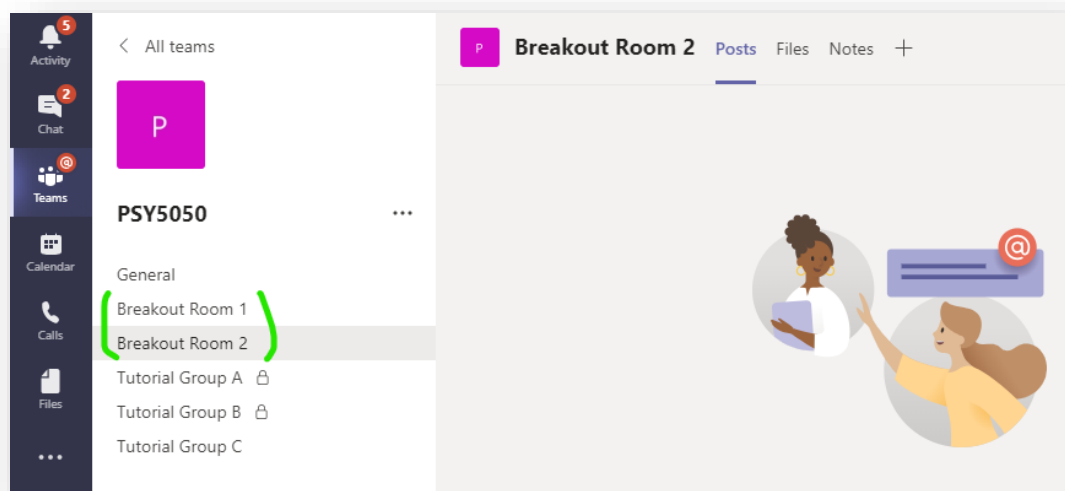 5
Activity
2
Chat
@
Teams
Calendar
Calls
Files
All teams
P
PSY5050
General
Breakout Room 1
Breakout Room 2
Tutorial Group A
Tutorial Group B
Tutorial Group C
P Breakout Room 2 Posts Files Notes +
@